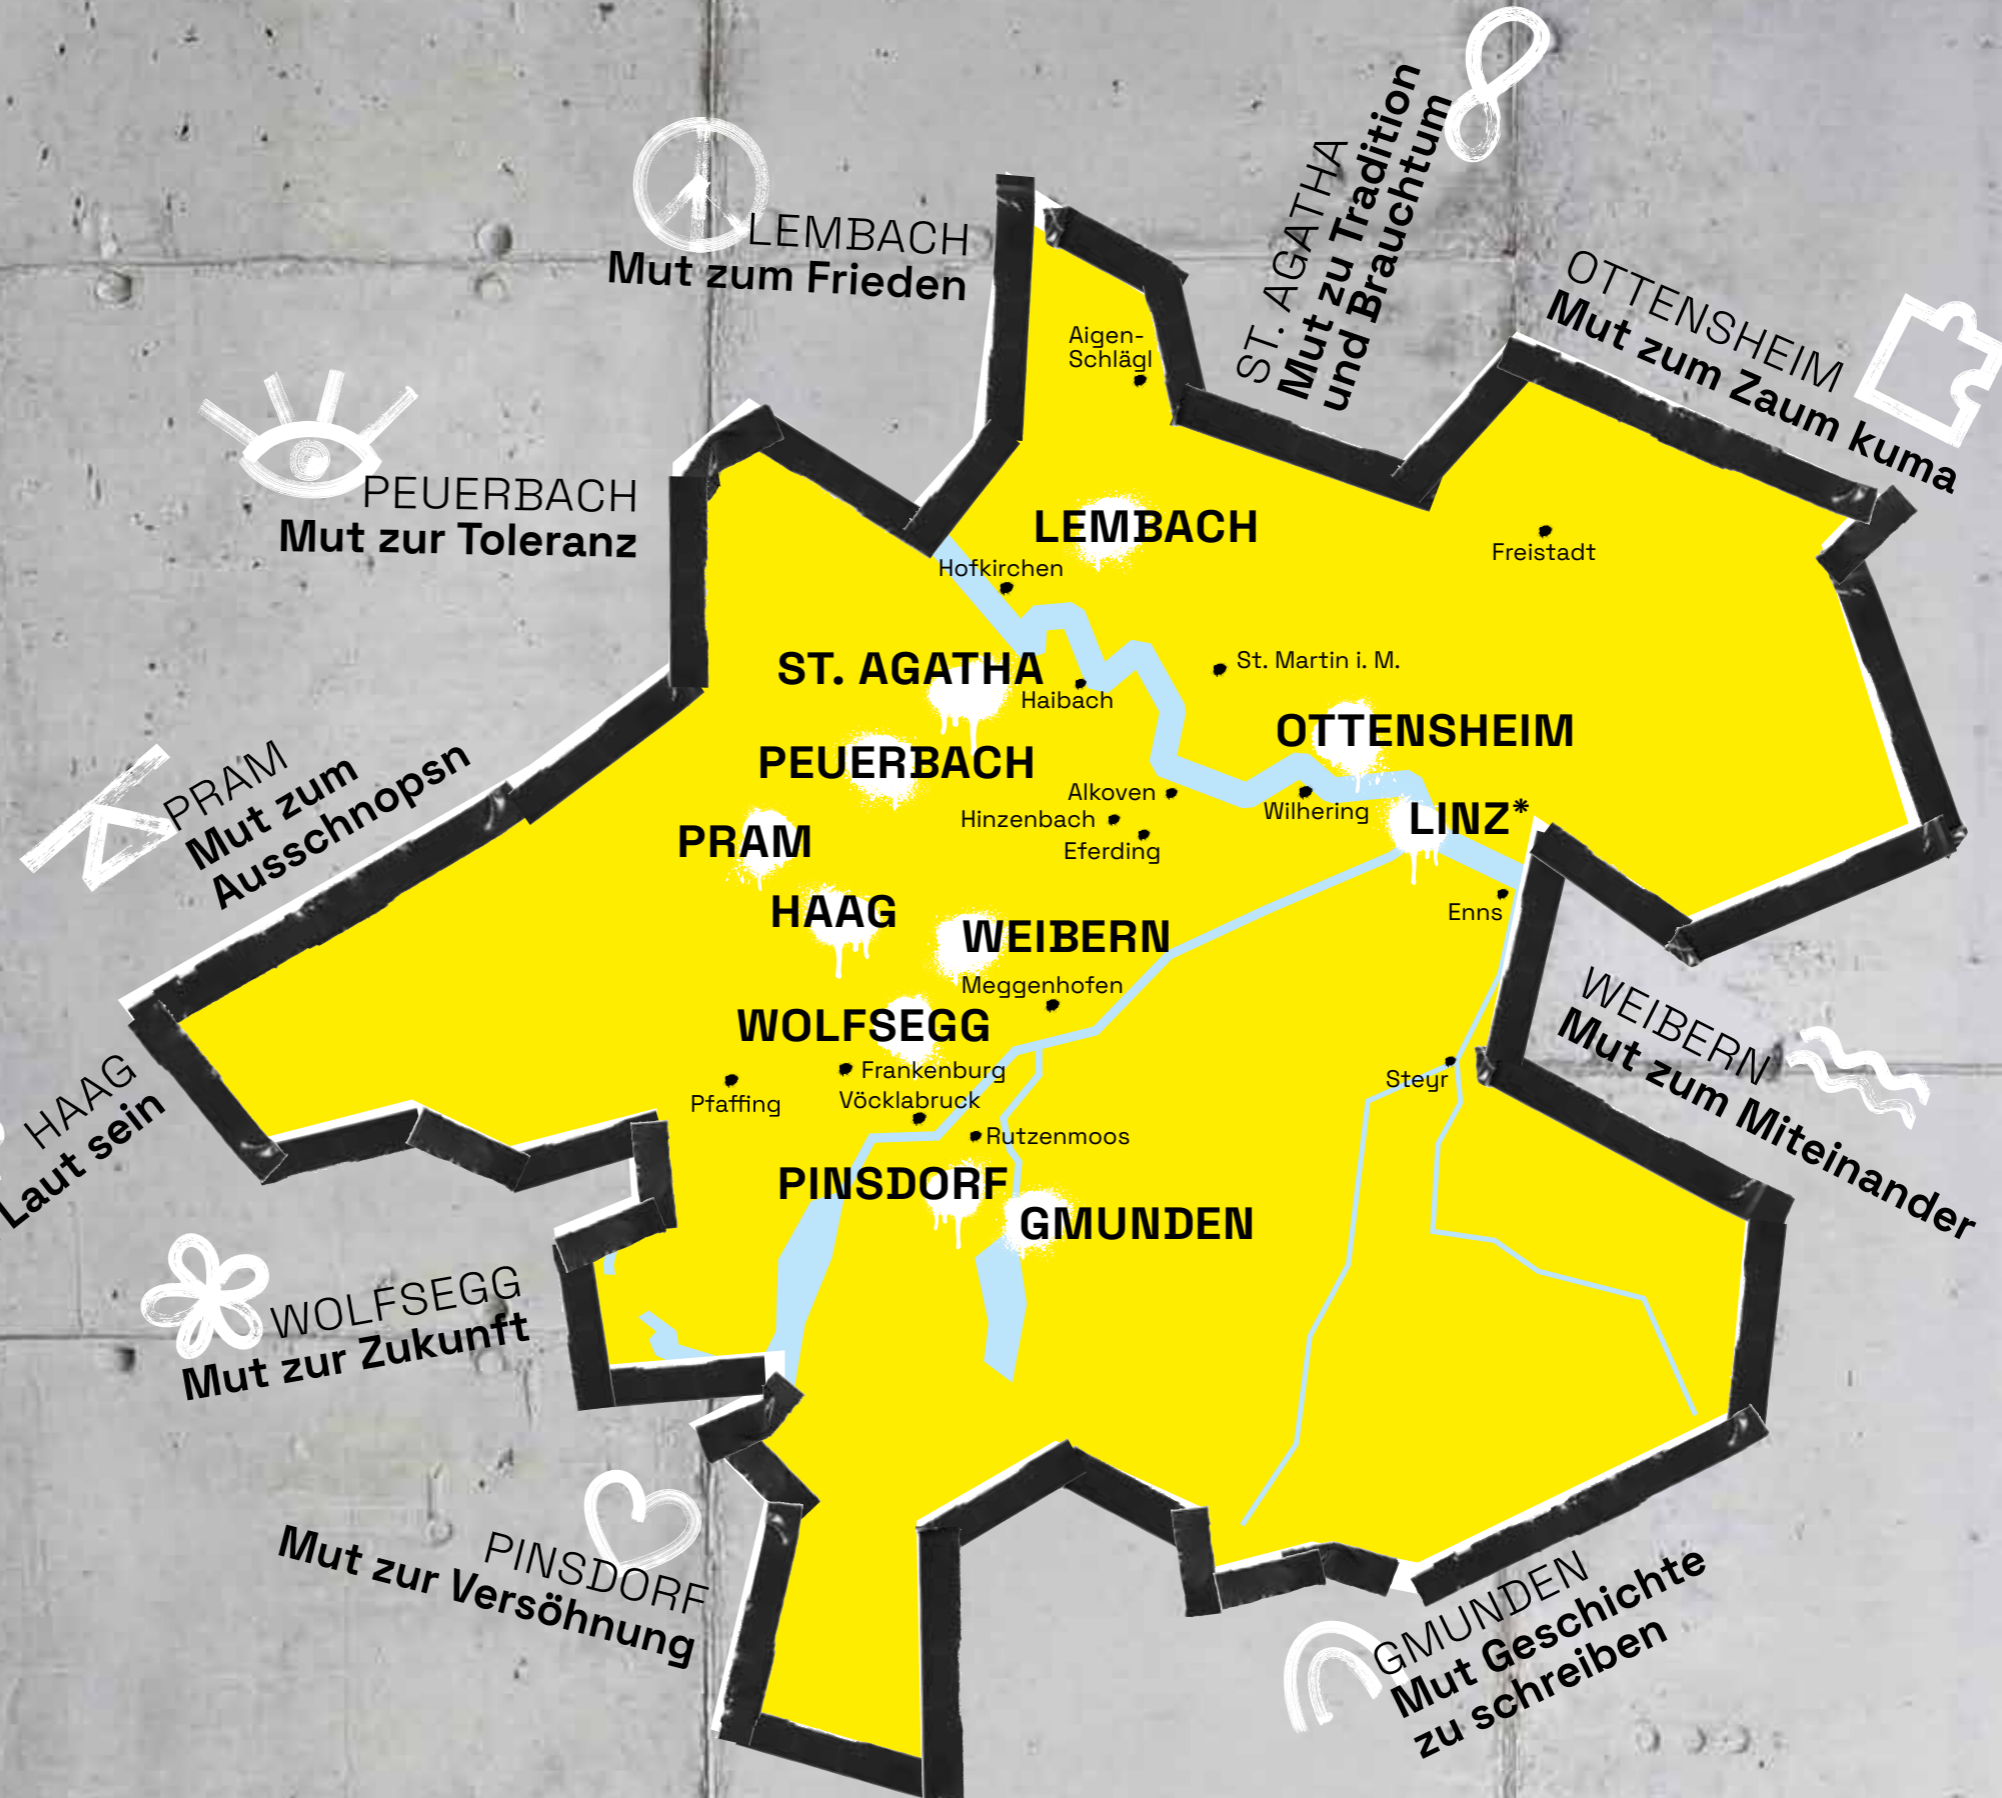 LEMBACH
Mut zum Frieden
ST. AGATHA
Mut zu Tradition
und Brauchtum
OTTENSHEIM
Mut zum Zaum kuma
PEUERBACH
Mut zur Toleranz
PRAM
Mut zum
Ausschnopsn
HAAG
Laut sein
WOLFSEGG
Mut zur Zukunft
PINSDORF
Mut zur Versöhnung
GMUNDEN
Mut Geschichte
zu schreiben
WEIBERN
Mut zum Miteinander
Aigen-
Schlägl
LEMBACH
Freistadt
Hofkirchen
ST. AGATHA
St. Martin i. M.
Haibach
OTTENSHEIM
PEUERBACH
Alkoven
Wilhering
LINZ*
Hinzenbach
PRAM
Eferding
HAAG
Enns
WEIBERN
Meggenhofen
WOLFSEGG
Frankenburg
Steyr
Pfaffing
Vöcklabruck
Rutzenmoos
PINSDORF
GMUNDEN